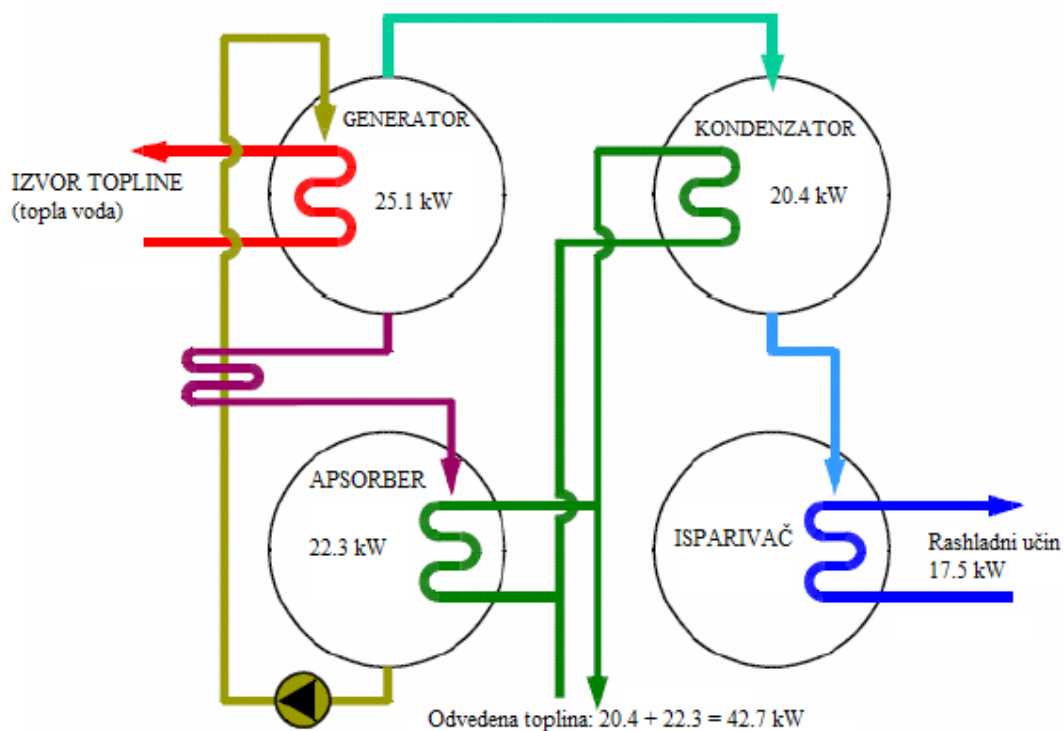 GENERATOR
25.1 kW
KONDENZATOR
20.4 kW
IZVOR TOPLINE
(topla voda)
APSORBER
22.3 kW
ISPARIVAČ
Rashladni učin
17.5 kW
Odvedena toplina: 20.4 + 22.3 = 42.7 kW